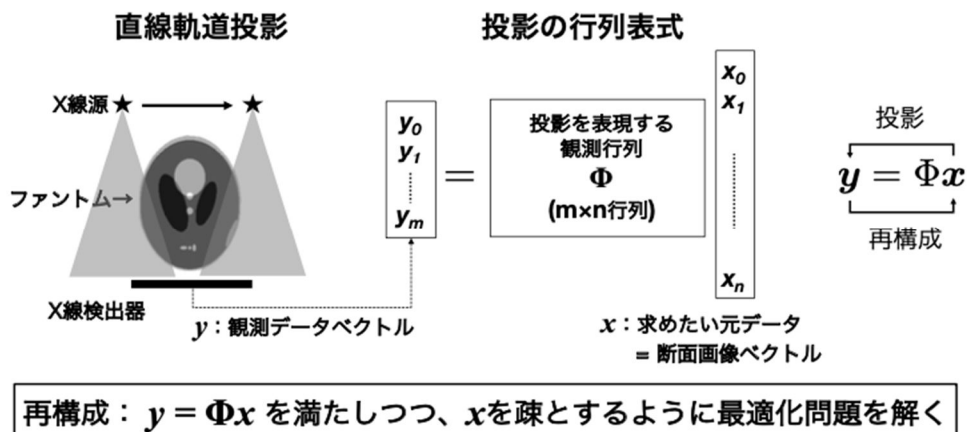 直線軌道投影
投影の行列表式
X線源
ファントム→
X線検出器
y：観測データベクトル
y0
y1
ym
=
投影を表現する
観測行列
Φ
(m×n行列)
x0
x1
xn
x：求めたい元データ
= 断面画像ベクトル
投影
y = Φx
再構成
再構成： y = Φx を満たしつつ、xを疎とするように最適化問題を解く